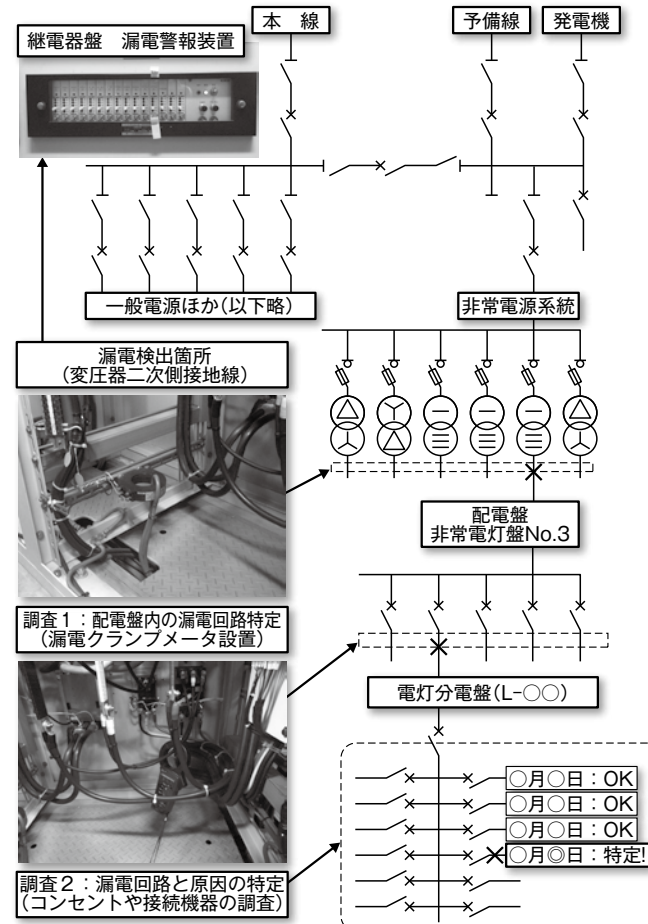 本　線
予備線
発電機
継電器盤　漏電警報装置
一般電源ほか(以下略)
非常電源系統
漏電検出箇所
(変圧器二次側接地線)
配電盤
非常電灯盤No.3
調査1：配電盤内の漏電回路特定
(漏電クランプメータ設置)
電灯分電盤(L-○○)
○月○日：OK
○月○日：OK
○月○日：OK
○月◎日：特定!
調査2：漏電回路と原因の特定
(コンセントや接続機器の調査)